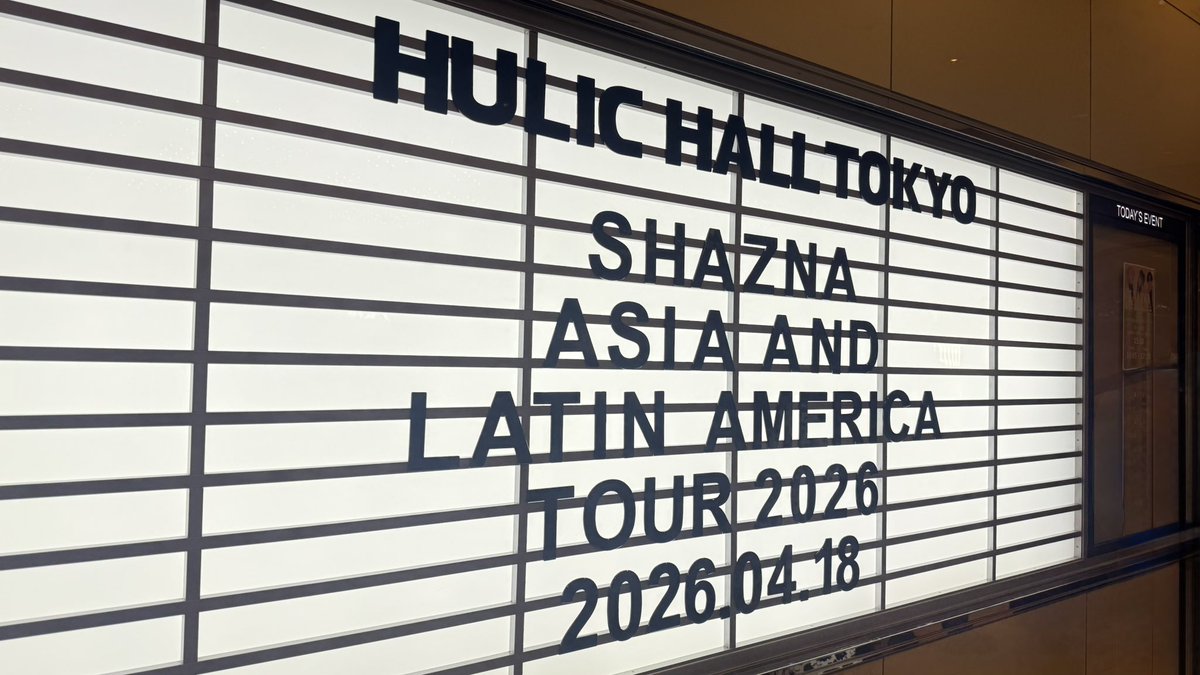 HULIC HALL TOKYO
SHAZNA
ASIA AND
LATIN AMERICA
TOUR 2026
2026.04.18
TODAY'S EVENT